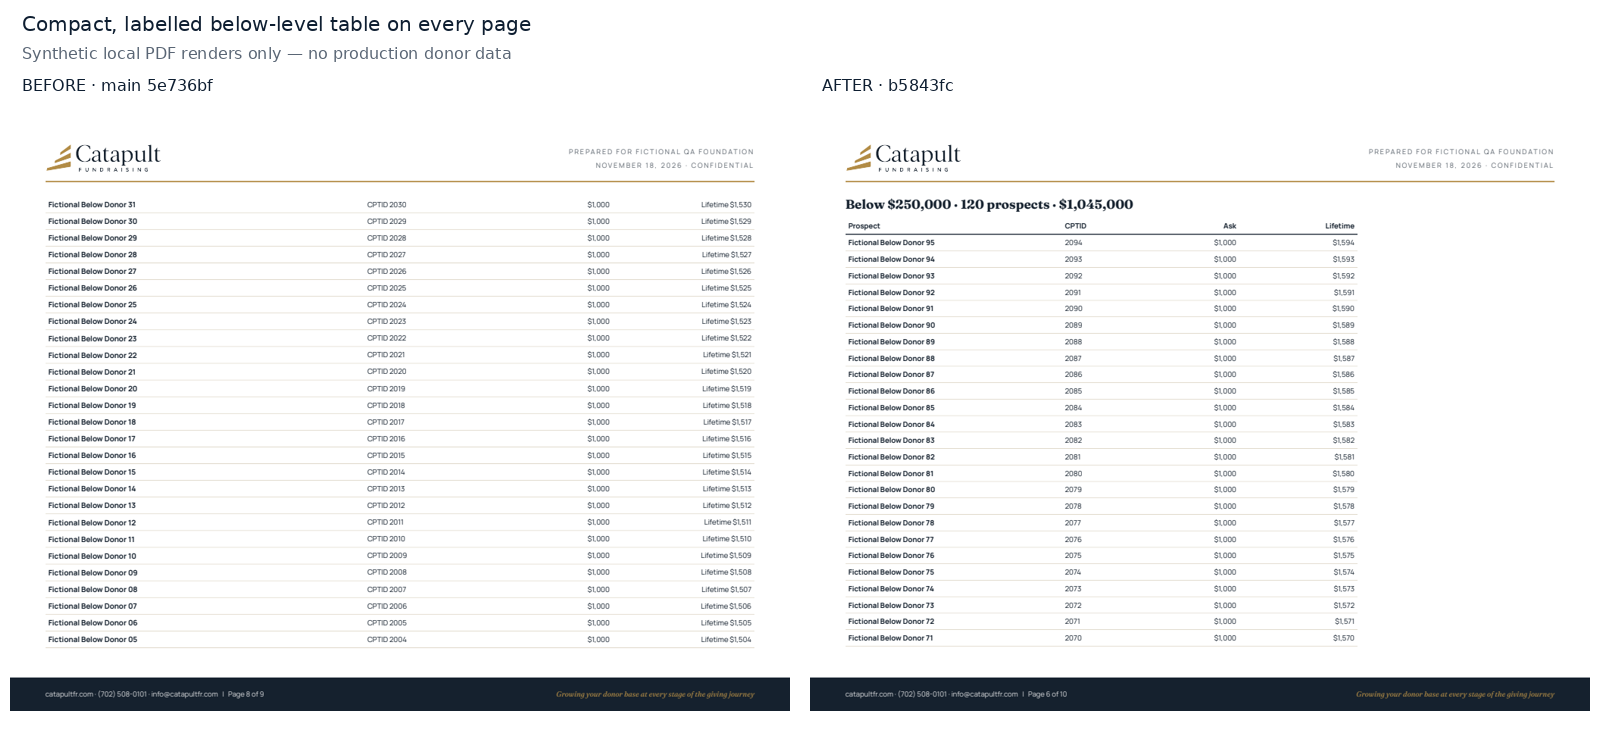 Compact, labelled below-level table on every page
Synthetic local PDF renders only — no production donor data
BEFORE · main 5e736bf
Catapult
FUNDRAISING
PREPARED FOR FICTIONAL QA FOUNDATION
NOVEMBER 18, 2026 · CONFIDENTIAL
Fictional Below Donor 31 CPTID 2030 $1,000 Lifetime $1,530
Fictional Below Donor 30 CPTID 2029 $1,000 Lifetime $1,529
Fictional Below Donor 29 CPTID 2028 $1,000 Lifetime $1,528
Fictional Below Donor 28 CPTID 2027 $1,000 Lifetime $1,527
Fictional Below Donor 27 CPTID 2026 $1,000 Lifetime $1,526
Fictional Below Donor 26 CPTID 2025 $1,000 Lifetime $1,525
Fictional Below Donor 25 CPTID 2024 $1,000 Lifetime $1,524
Fictional Below Donor 24 CPTID 2023 $1,000 Lifetime $1,523
Fictional Below Donor 23 CPTID 2022 $1,000 Lifetime $1,522
Fictional Below Donor 22 CPTID 2021 $1,000 Lifetime $1,521
Fictional Below Donor 21 CPTID 2020 $1,000 Lifetime $1,520
Fictional Below Donor 20 CPTID 2019 $1,000 Lifetime $1,519
Fictional Below Donor 19 CPTID 2018 $1,000 Lifetime $1,518
Fictional Below Donor 18 CPTID 2017 $1,000 Lifetime $1,517
Fictional Below Donor 17 CPTID 2016 $1,000 Lifetime $1,516
Fictional Below Donor 16 CPTID 2015 $1,000 Lifetime $1,515
Fictional Below Donor 15 CPTID 2014 $1,000 Lifetime $1,514
Fictional Below Donor 14 CPTID 2013 $1,000 Lifetime $1,513
Fictional Below Donor 13 CPTID 2012 $1,000 Lifetime $1,512
Fictional Below Donor 12 CPTID 2011 $1,000 Lifetime $1,511
Fictional Below Donor 11 CPTID 2010 $1,000 Lifetime $1,510
Fictional Below Donor 10 CPTID 2009 $1,000 Lifetime $1,509
Fictional Below Donor 09 CPTID 2008 $1,000 Lifetime $1,508
Fictional Below Donor 08 CPTID 2007 $1,000 Lifetime $1,507
Fictional Below Donor 07 CPTID 2006 $1,000 Lifetime $1,506
Fictional Below Donor 06 CPTID 2005 $1,000 Lifetime $1,505
Fictional Below Donor 05 CPTID 2004 $1,000 Lifetime $1,504
catapultfr.com · (702) 508-0101 · info@catapultfr.com | Page 8 of 9
Growing your donor base at every stage of the giving journey
AFTER · b5843fc
Catapult
FUNDRAISING
PREPARED FOR FICTIONAL QA FOUNDATION
NOVEMBER 18, 2026 · CONFIDENTIAL
Below $250,000 · 120 prospects · $1,045,000
Prospect CPTID Ask Lifetime
Fictional Below Donor 95 2094 $1,000 $1,594
Fictional Below Donor 94 2093 $1,000 $1,593
Fictional Below Donor 93 2092 $1,000 $1,592
Fictional Below Donor 92 2091 $1,000 $1,591
Fictional Below Donor 91 2090 $1,000 $1,590
Fictional Below Donor 90 2089 $1,000 $1,589
Fictional Below Donor 89 2088 $1,000 $1,588
Fictional Below Donor 88 2087 $1,000 $1,587
Fictional Below Donor 87 2086 $1,000 $1,586
Fictional Below Donor 86 2085 $1,000 $1,585
Fictional Below Donor 85 2084 $1,000 $1,584
Fictional Below Donor 84 2083 $1,000 $1,583
Fictional Below Donor 83 2082 $1,000 $1,582
Fictional Below Donor 82 2081 $1,000 $1,581
Fictional Below Donor 81 2080 $1,000 $1,580
Fictional Below Donor 80 2079 $1,000 $1,579
Fictional Below Donor 79 2078 $1,000 $1,578
Fictional Below Donor 78 2077 $1,000 $1,577
Fictional Below Donor 77 2076 $1,000 $1,576
Fictional Below Donor 76 2075 $1,000 $1,575
Fictional Below Donor 75 2074 $1,000 $1,574
Fictional Below Donor 74 2073 $1,000 $1,573
Fictional Below Donor 73 2072 $1,000 $1,572
Fictional Below Donor 72 2071 $1,000 $1,571
Fictional Below Donor 71 2070 $1,000 $1,570
catapultfr.com · (702) 508-0101 · info@catapultfr.com | Page 6 of 10
Growing your donor base at every stage of the giving journey